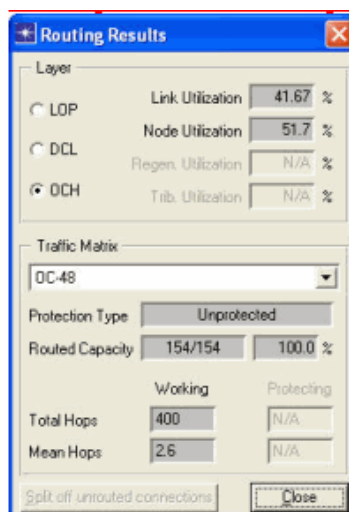 Routing Results
Layer
LOP
Link Utilization 41.67 %
Node Utilization 51.7 %
DCL
Regen. Utilization N/A %
OCH
Trib. Utilization N/A %
Traffic Matrix
OC-48
Protection Type Unprotected
Routed Capacity 154/154 100.0 %
Working Protecting
Total Hops 400 N/A
Mean Hops 2.6 N/A
Split off unrouted connections Close